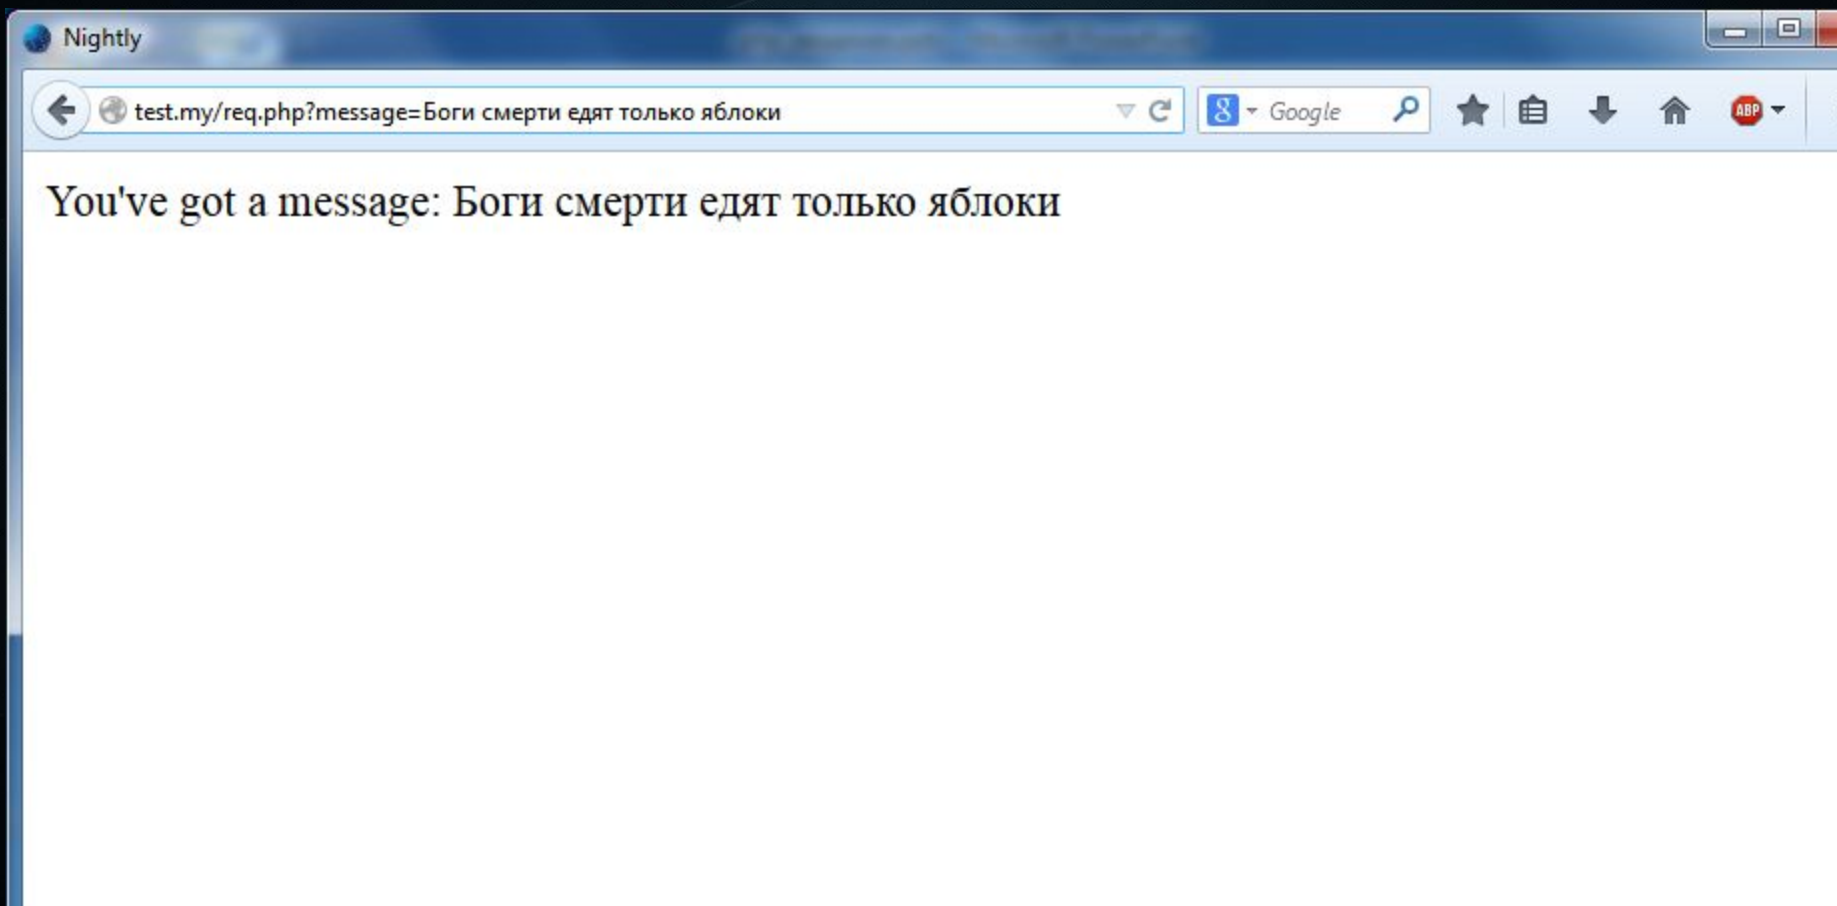 Nightly
test.my/req.php?message=Боги смерти едят только яблоки
8 Google
ABP
You've got a message: Боги смерти едят только яблоки